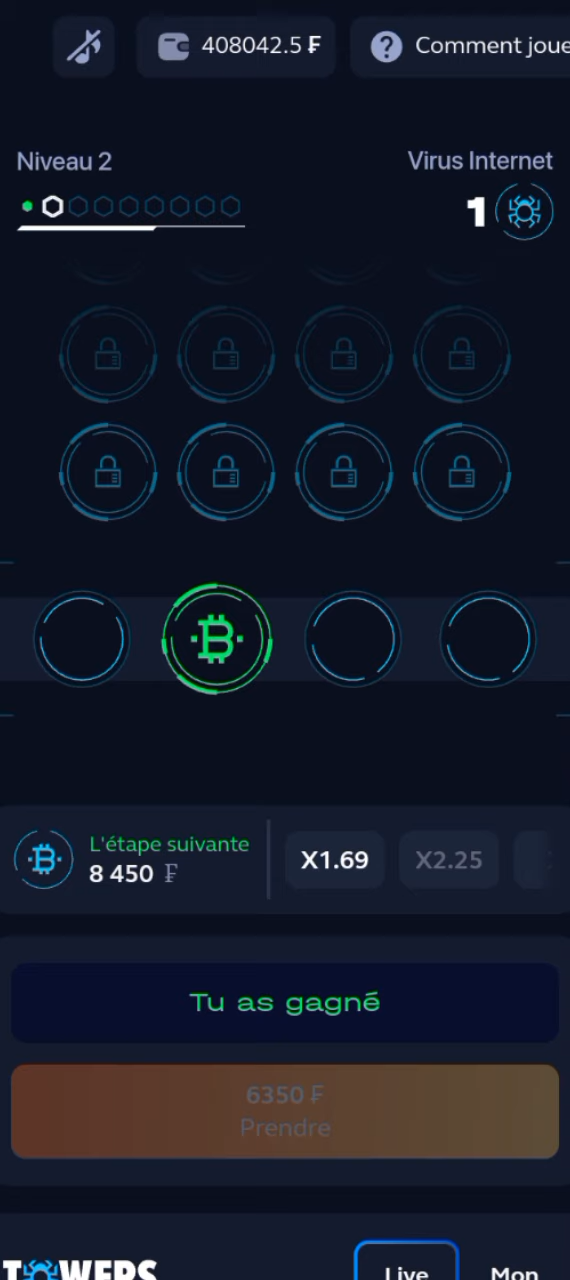 408042.5 ₣
Comment joue
Niveau 2
Virus Internet
1
L'étape suivante
8 450 ₣
X1.69
X2.25
Tu as gagné
6350 ₣
Prendre
TOWERS
Live
Mon